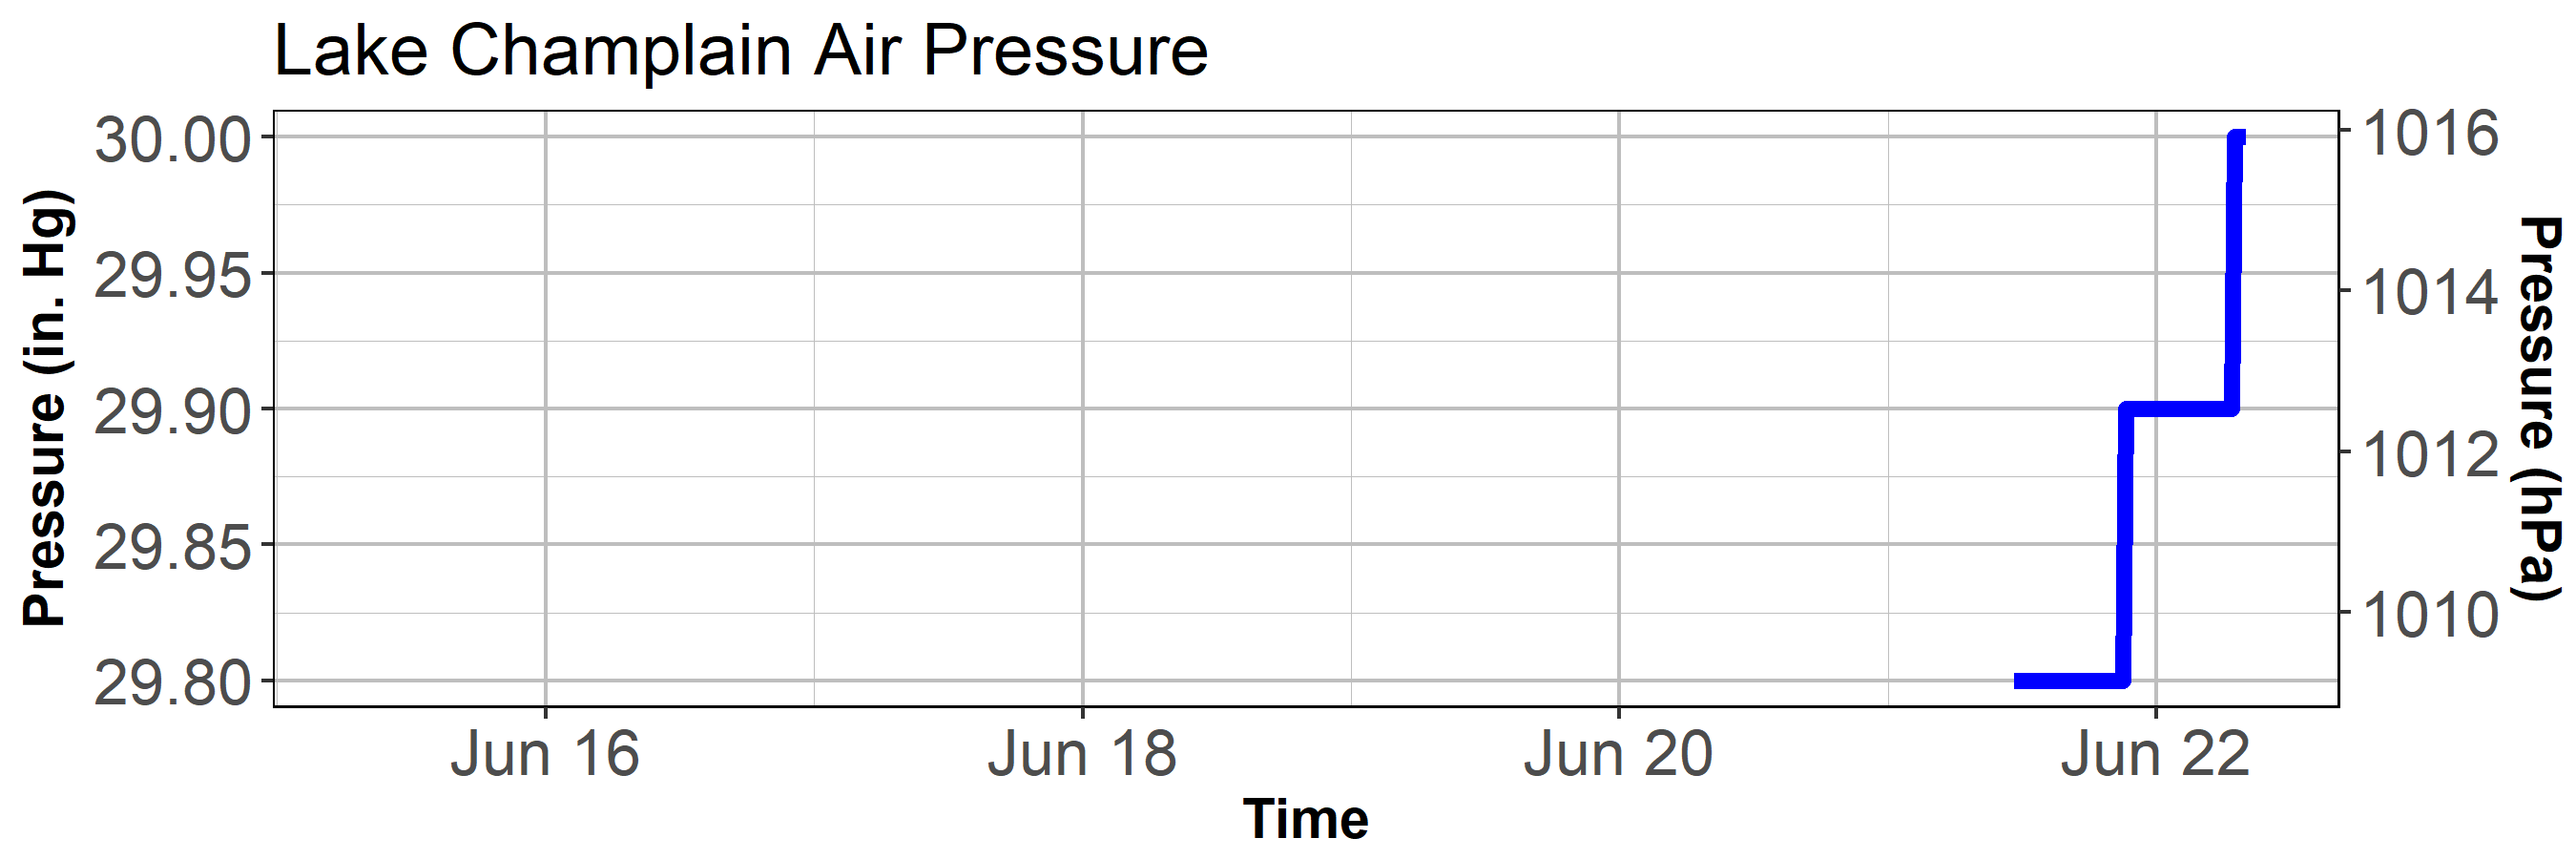 Lake Champlain Air Pressure
Pressure (in. Hg)
30.00
29.95
29.90
29.85
29.80
1016
1014
1012
1010
Pressure (hPa)
Jun 16 Jun 18 Jun 20 Jun 22
Time